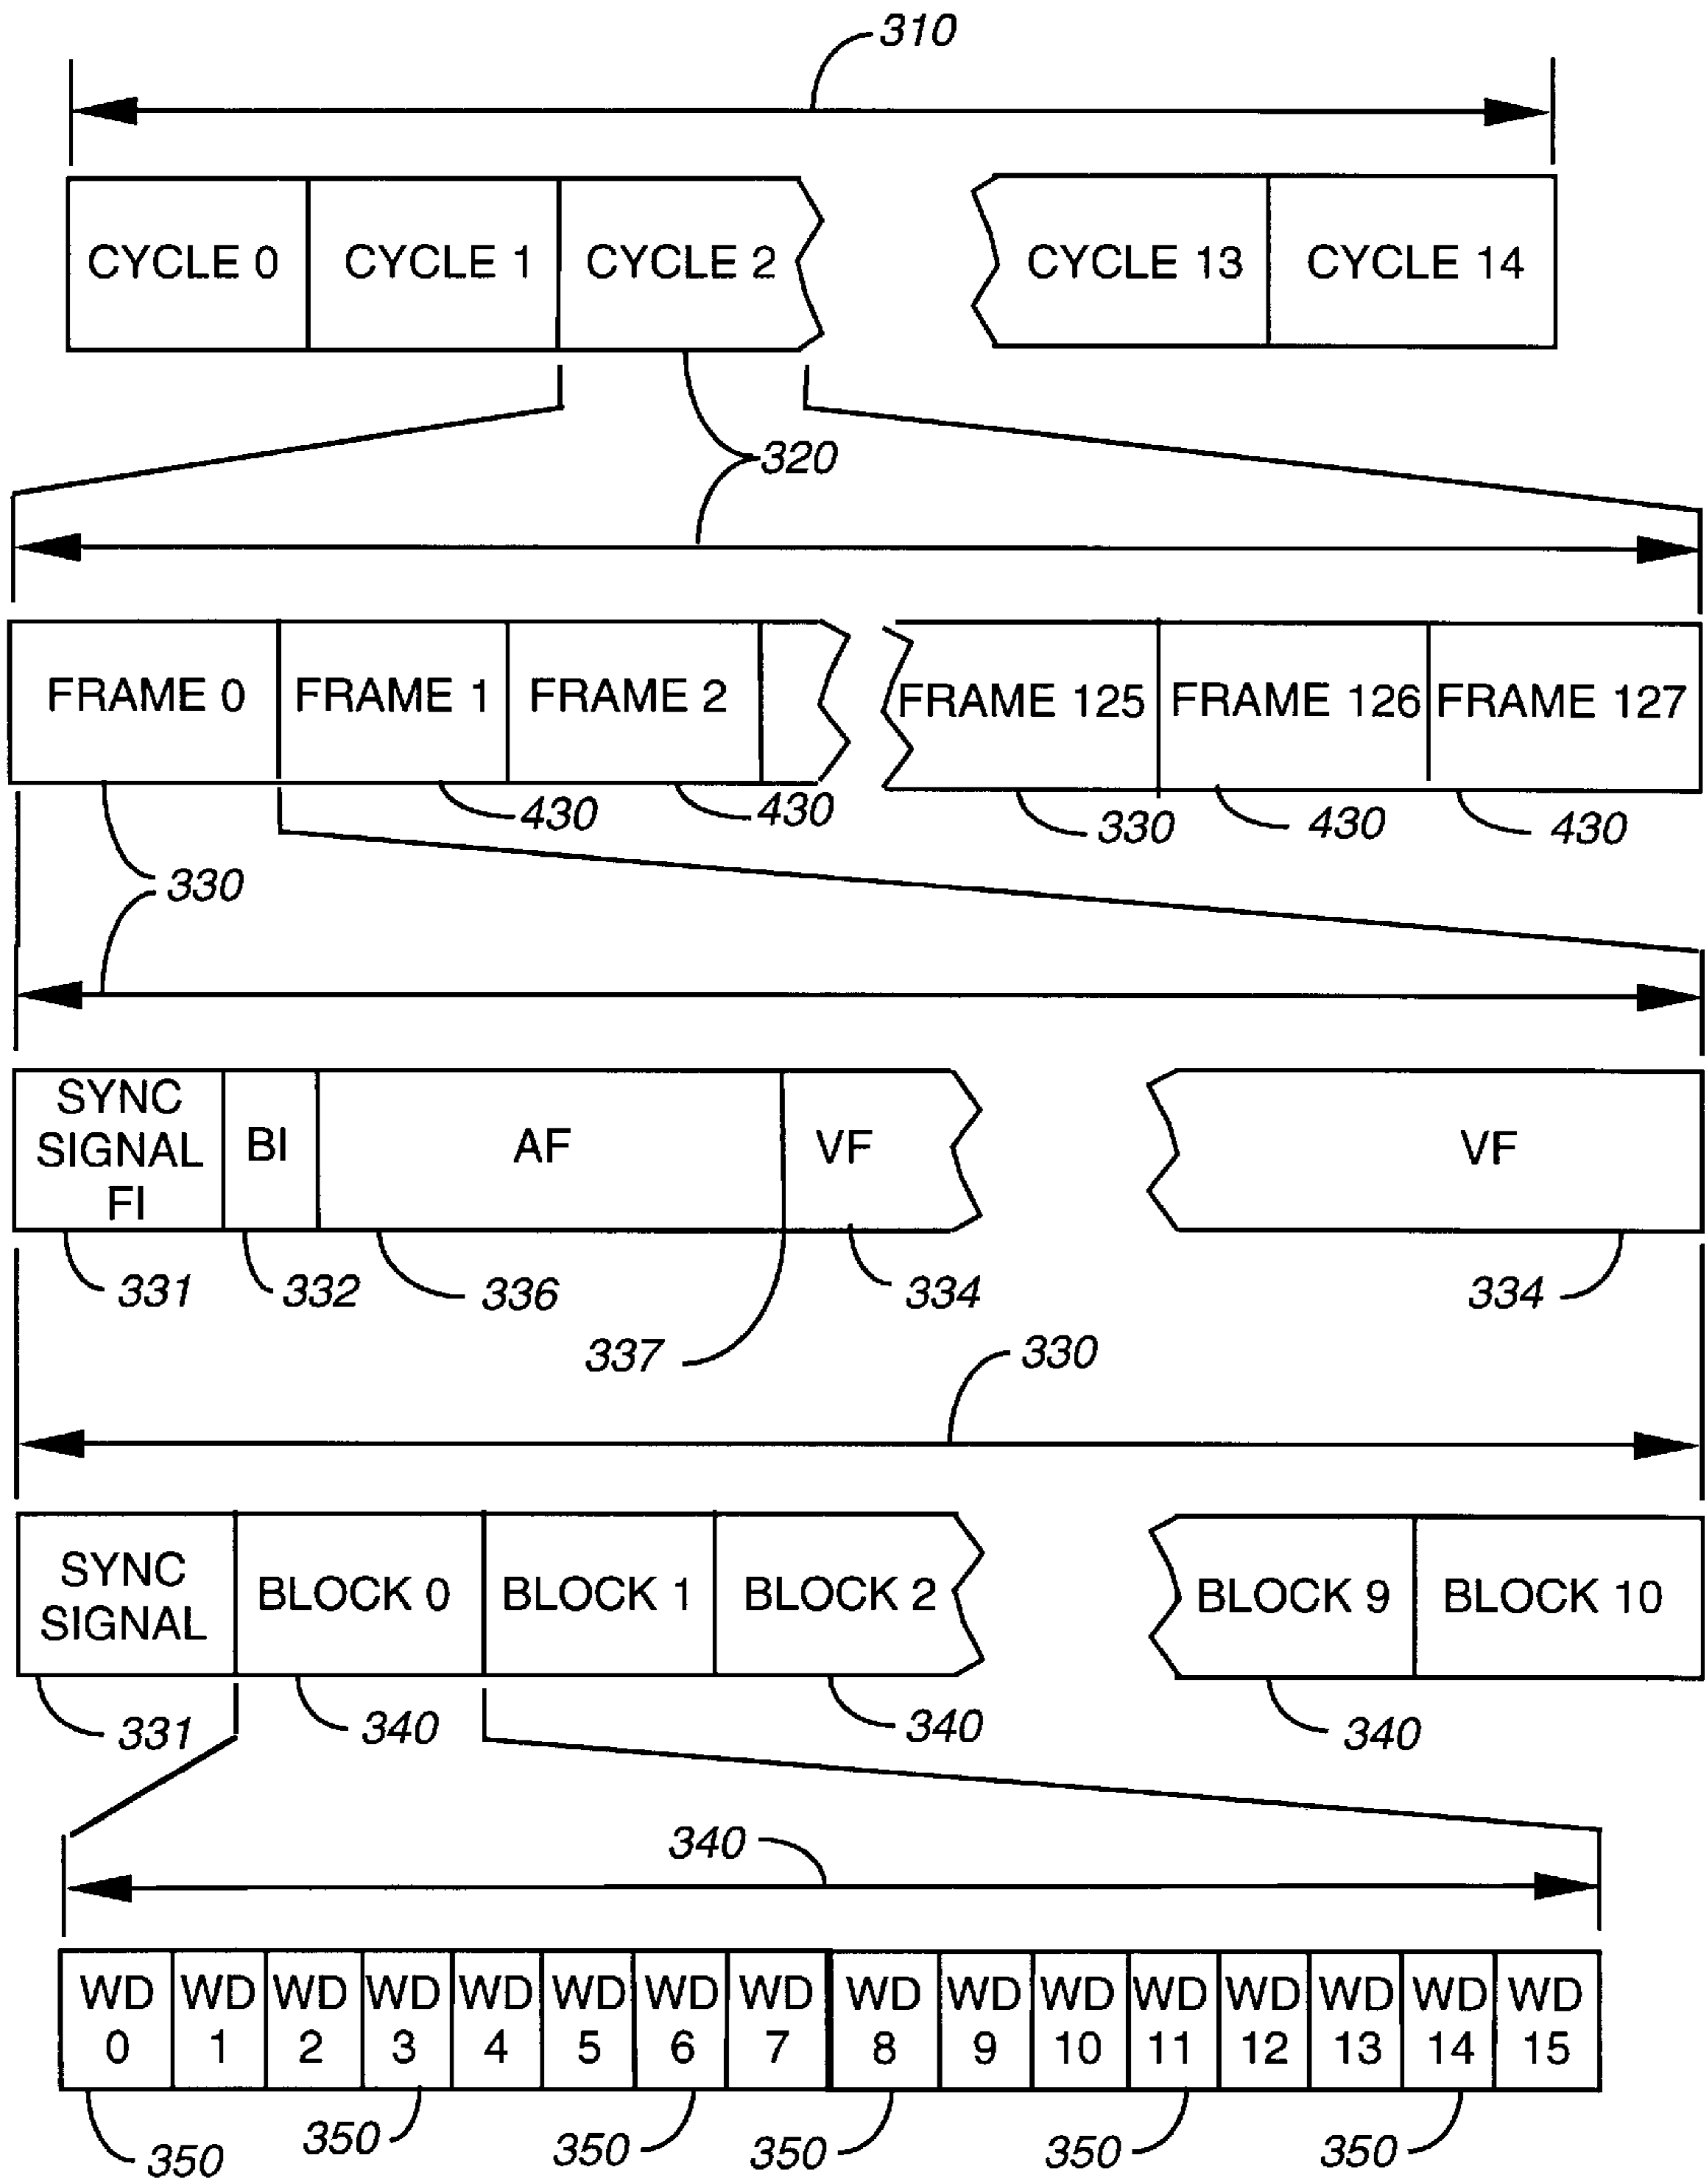 310
CYCLE 0 CYCLE 1 CYCLE 2 CYCLE 13 CYCLE 14
320
FRAME 0 FRAME 1 FRAME 2 FRAME 125 FRAME 126 FRAME 127
430 430 330 430 430
330
SYNC
SIGNAL BI AF VF VF
FI
331 332 336 334 334
337 330
SYNC
SIGNAL BLOCK 0 BLOCK 1 BLOCK 2 BLOCK 9 BLOCK 10
331 340 340 340
340
WD WD WD WD WD WD WD WD WD WD WD WD WD WD WD WD
0 1 2 3 4 5 6 7 8 9 10 11 12 13 14 15
350 350 350 350 350 350